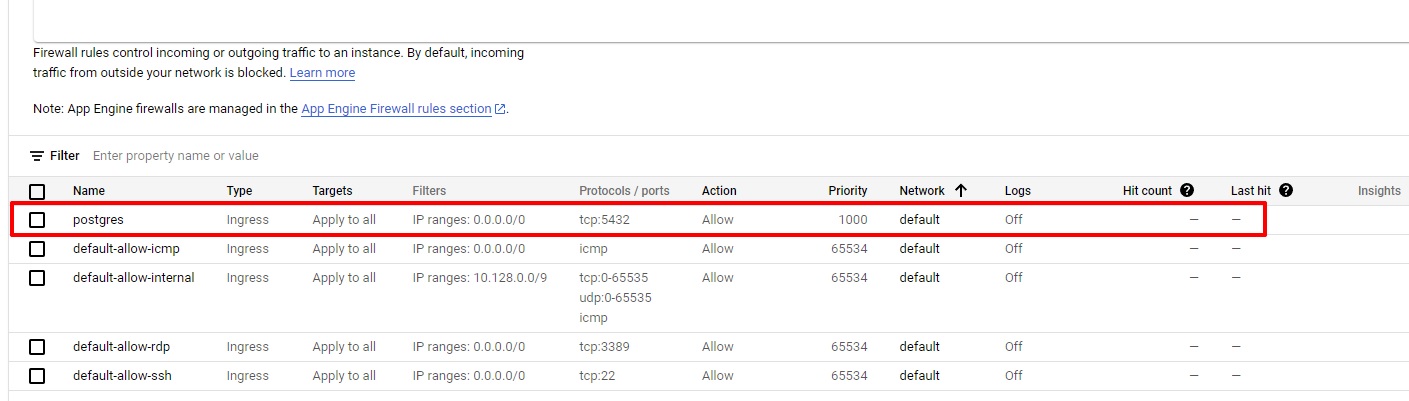 Firewall rules control incoming or outgoing traffic to an instance. By default, incoming
traffic from outside your network is blocked. Learn more
Note: App Engine firewalls are managed in the App Engine Firewall rules section.
Filter Enter property name or value
Name Type Targets Filters Protocols / ports Action Priority Network Logs Hit count Last hit Insights
postgres Ingress Apply to all IP ranges: 0.0.0.0/0 tcp:5432 Allow 1000 default Off — —
default-allow-icmp Ingress Apply to all IP ranges: 0.0.0.0/0 icmp Allow 65534 default Off — —
default-allow-internal Ingress Apply to all IP ranges: 10.128.0.0/9 tcp:0-65535 Allow 65534 default Off — —
udp:0-65535
icmp
default-allow-rdp Ingress Apply to all IP ranges: 0.0.0.0/0 tcp:3389 Allow 65534 default Off — —
default-allow-ssh Ingress Apply to all IP ranges: 0.0.0.0/0 tcp:22 Allow 65534 default Off — —